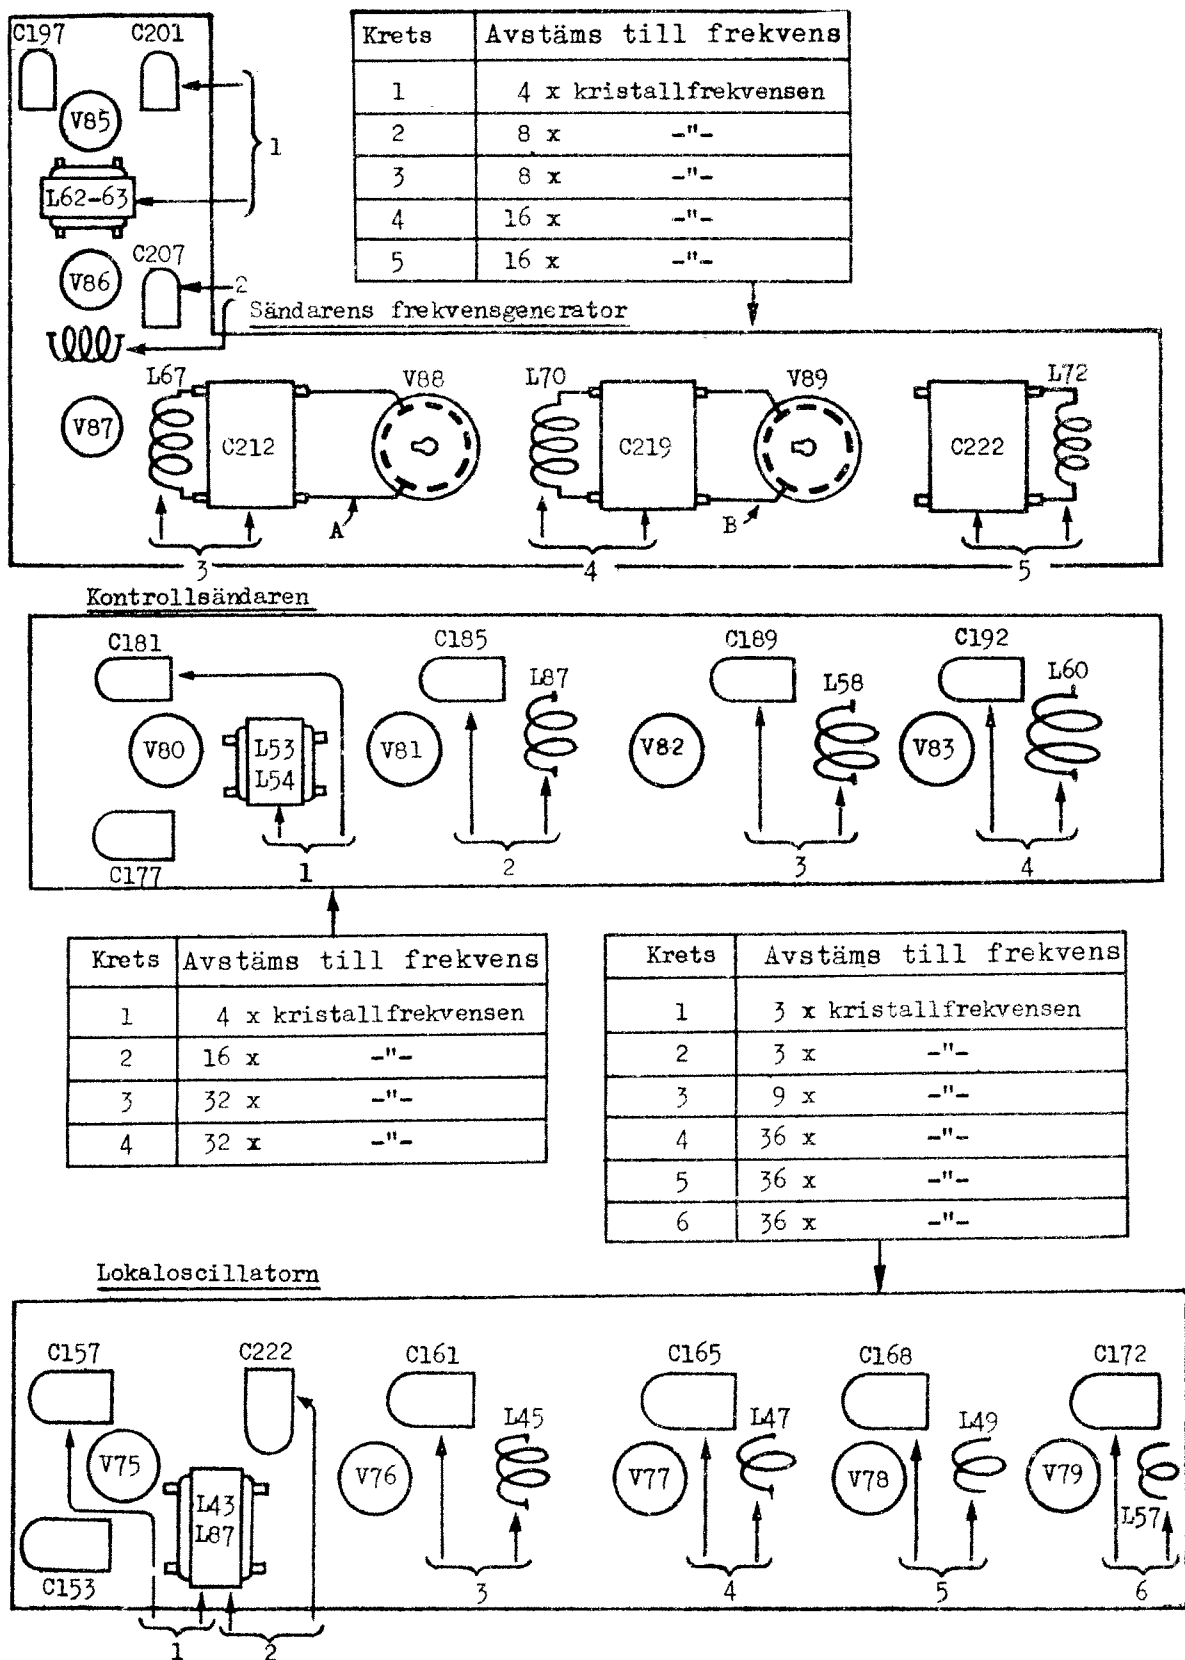 C197 C201
V85
1
L62-63
C207
V86
2
V87
Krets Avstäms till frekvens
1 4 x kristallfrekvensen
2 8 x -"-
3 8 x -"-
4 16 x -"-
5 16 x -"-
Sändarens frekvensgenerator
L67 V88 L70 V89 L72
C212 C219 C222
A B
3 4 5
Kontrollsändaren
C181 C185 C189 C192
L87 L58 L60
V80 L53 V81 V82 V83
L54
C177 1 2 3 4
Krets Avstäms till frekvens
1 4 x kristallfrekvensen
2 16 x -"-
3 32 x -"-
4 32 x -"-
Krets Avstäms till frekvens
1 3 x kristallfrekvensen
2 3 x -"-
3 9 x -"-
4 36 x -"-
5 36 x -"-
6 36 x -"-
Lokaloscillatorn
C157 C222 C161 C165 C168 C172
L45 L47 L49
V75 V76 V77 V78 V79
L43
L87 L57
C153 3 4 5 6
1 2